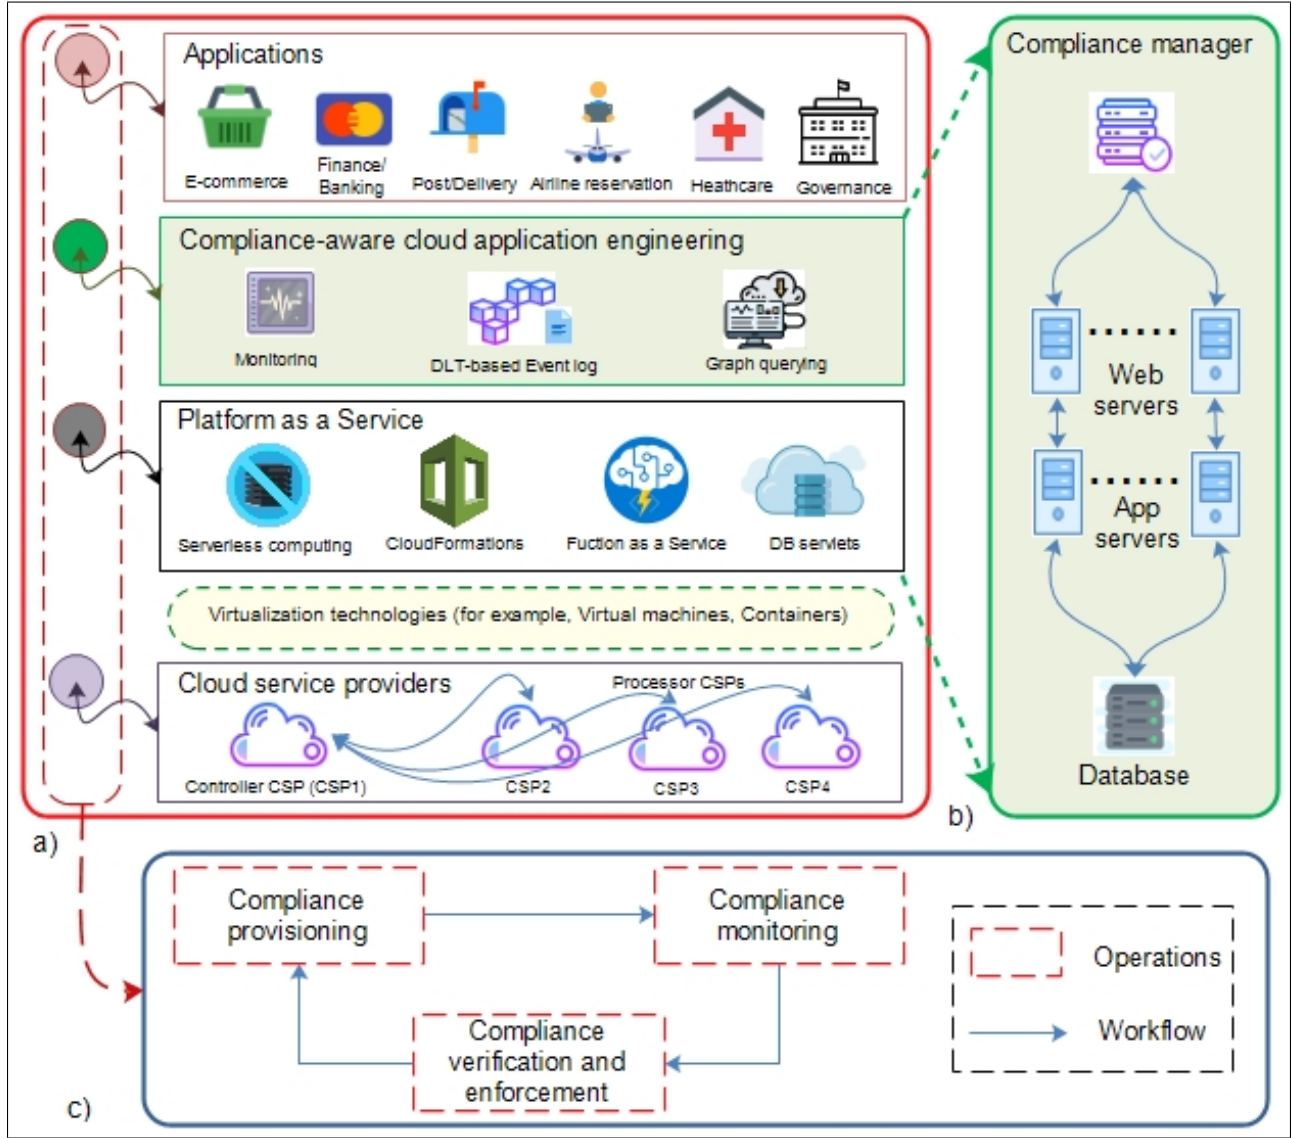 Applications
E-commerce
Finance/
Banking
Post/Delivery
Airline reservation
Heathcare
Governance
Compliance-aware cloud application engineering
Monitoring
DLT-based Event log
Graph querying
Platform as a Service
Serverless computing
CloudFormations
Fuction as a Service
DB servlets
Virtualization technologies (for example, Virtual machines, Containers)
Cloud service providers
Processor CSPs
Controller CSP (CSP1)
CSP2
CSP3
CSP4
a)
Compliance manager
Web
servers
App
servers
Database
b)
Compliance
provisioning
Compliance
monitoring
Compliance
verification and
enforcement
Operations
Workflow
c)